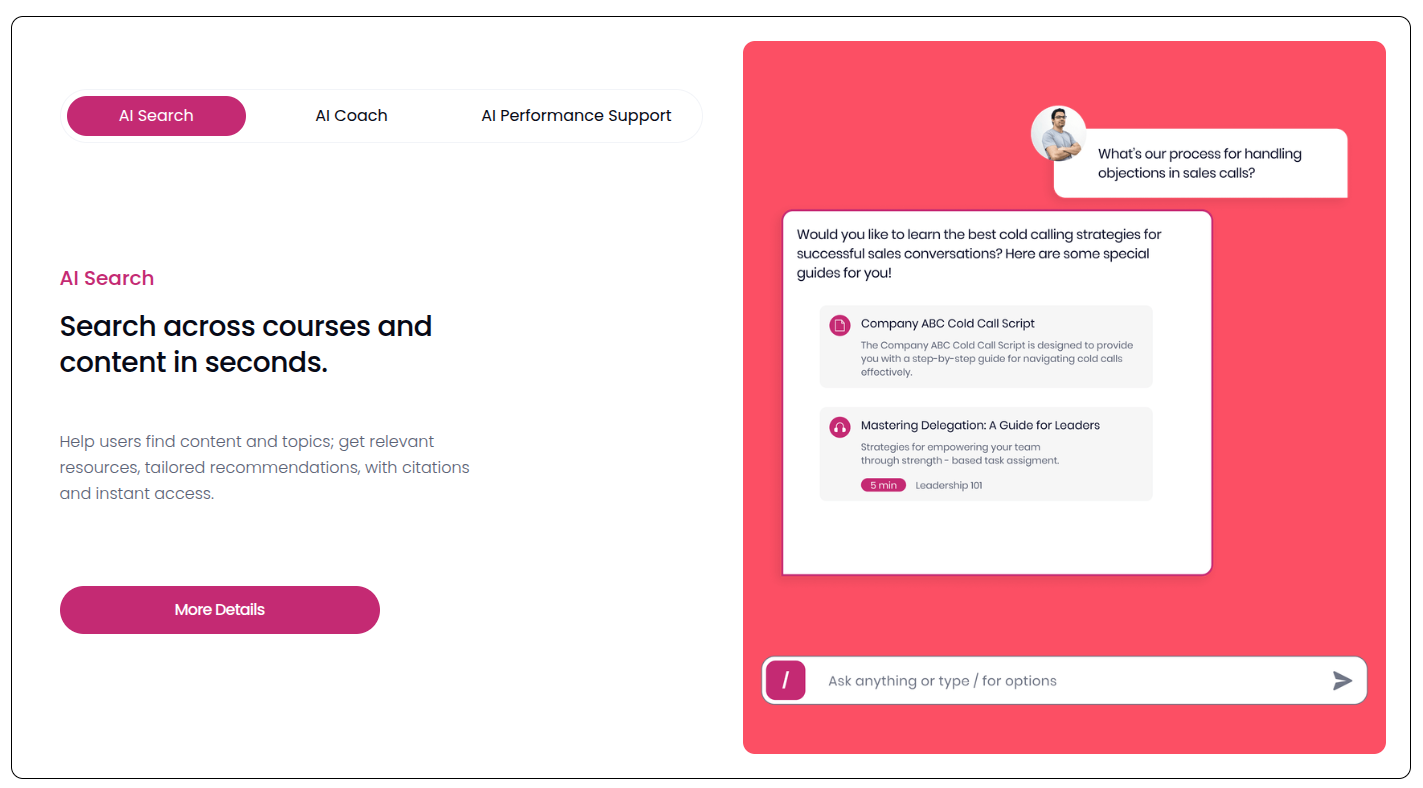 AI Search
AI Coach
AI Performance Support
AI Search
Search across courses and
content in seconds.
Help users find content and topics; get relevant
resources, tailored recommendations, with citations
and instant access.
More Details
What's our process for handling
objections in sales calls?
Would you like to learn the best cold calling strategies for
successful sales conversations? Here are some special
guides for you!
Company ABC Cold Call Script
The Company ABC Cold Call Script is designed to provide
you with a step-by-step guide for navigating cold calls
effectively.
Mastering Delegation: A Guide for Leaders
Strategies for empowering your team
through strength - based task assigment.
5 min Leadership 101
/ Ask anything or type / for options